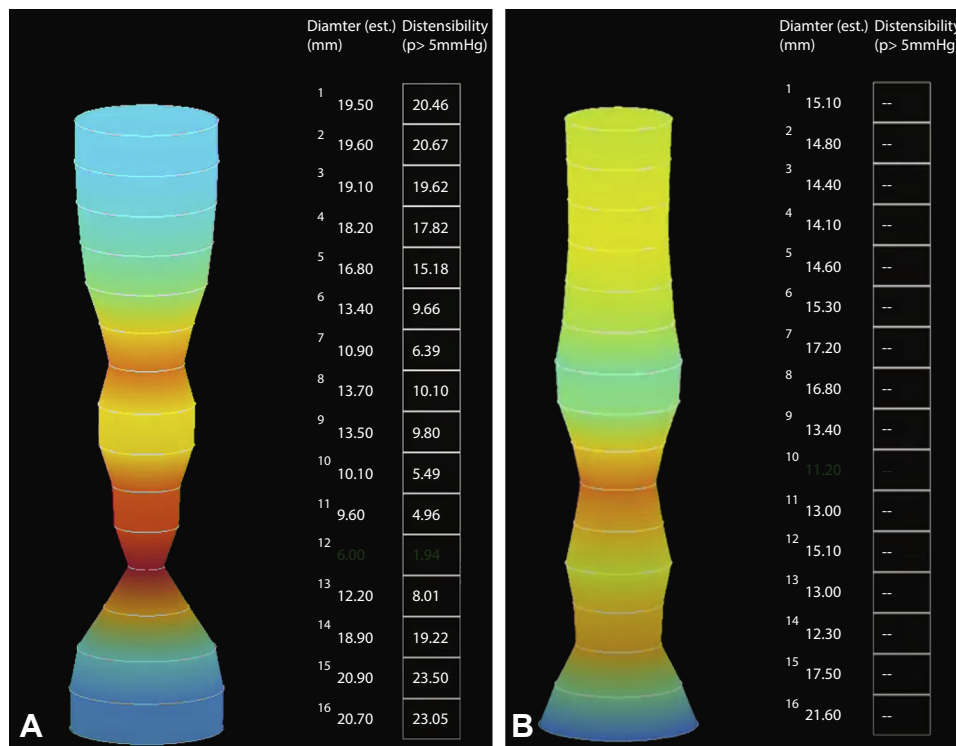 Diamter (est.) Distensibility
(mm) (p> 5mmHg)
1 19.50 20.46
2 19.60 20.67
3 19.10 19.62
4 18.20 17.82
5 16.80 15.18
6 13.40 9.66
7 10.90 6.39
8 13.70 10.10
9 13.50 9.80
10 10.10 5.49
11 9.60 4.96
12 6.00 1.94
13 12.20 8.01
14 18.90 19.22
15 20.90 23.50
16 20.70 23.05
A
Diamter (est.) Distensibility
(mm) (p> 5mmHg)
1 15.10 --
2 14.80 --
3 14.40 --
4 14.10 --
5 14.60 --
6 15.30 --
7 17.20 --
8 16.80 --
9 13.40 --
10 11.20 --
11 13.00 --
12 15.10 --
13 13.00 --
14 12.30 --
15 17.50 --
16 21.60 --
B